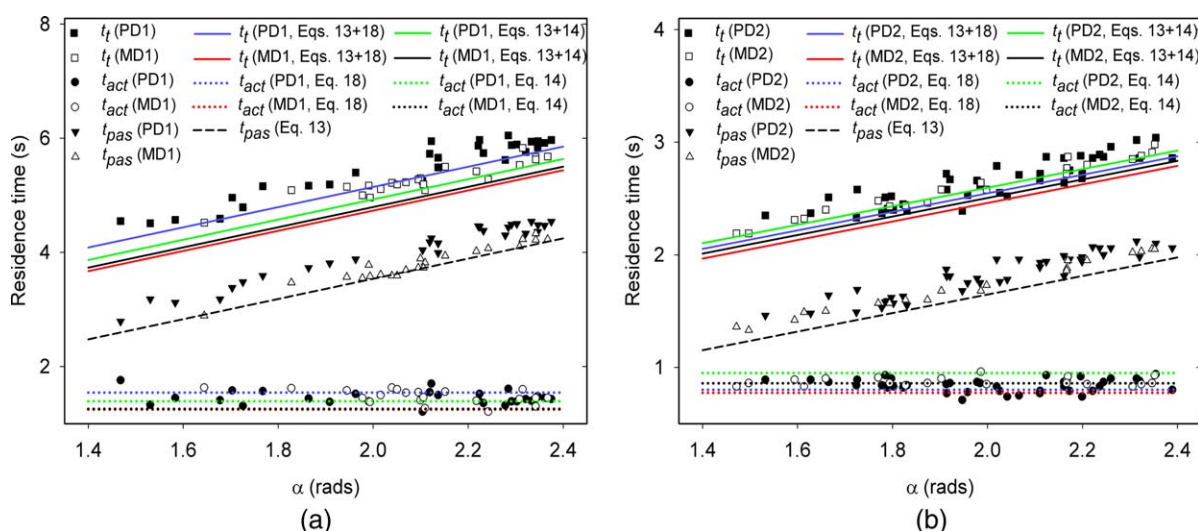 (a)
(b)
Residence time (s)
8
6
4
2
t_t (PD1)
t_t (MD1)
t_act (PD1)
t_act (MD1)
t_pas (PD1)
t_pas (MD1)
t_t (PD1, Eqs. 13+18)
t_t (MD1, Eqs. 13+18)
t_act (PD1, Eq. 18)
t_act (MD1, Eq. 18)
t_pas (Eq. 13)
t_t (PD1, Eqs. 13+14)
t_t (MD1, Eqs. 13+14)
t_act (PD1, Eq. 14)
t_act (MD1, Eq. 14)
1.4 1.6 1.8 2.0 2.2 2.4
α (rads)
(a)
Residence time (s)
4
3
2
1
t_t (PD2)
t_t (MD2)
t_act (PD2)
t_act (MD2)
t_pas (PD2)
t_pas (MD2)
t_t (PD2, Eqs. 13+18)
t_t (MD2, Eqs. 13+18)
t_act (PD2, Eq. 18)
t_act (MD2, Eq. 18)
t_pas (Eq. 13)
t_t (PD2, Eqs. 13+14)
t_t (MD2, Eqs. 13+14)
t_act (PD2, Eq. 14)
t_act (MD2, Eq. 14)
1.4 1.6 1.8 2.0 2.2 2.4
α (rads)
(b)